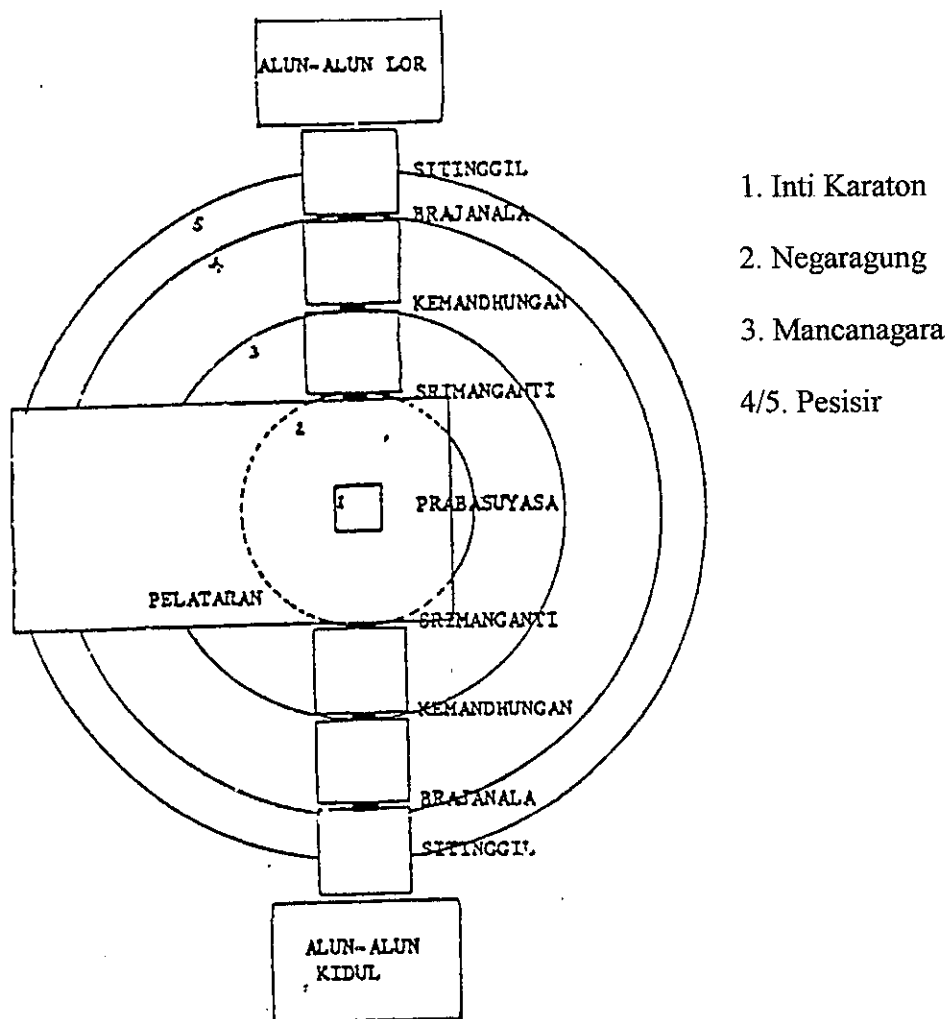 ALUN-ALUN LOR
SITINGGIL
5
BRAJANALA
4
KEMANDHUNGAN
3
SRIMANGANTI
2
1
PRABASUYASA
PELATARAN
SRIMANGANTI
KEMANDHUNGAN
BRAJANALA
SITINGGIL
ALUN-ALUN
KIDUL
1. Inti Karaton
2. Negaragung
3. Mancanagara
4/5. Pesisir